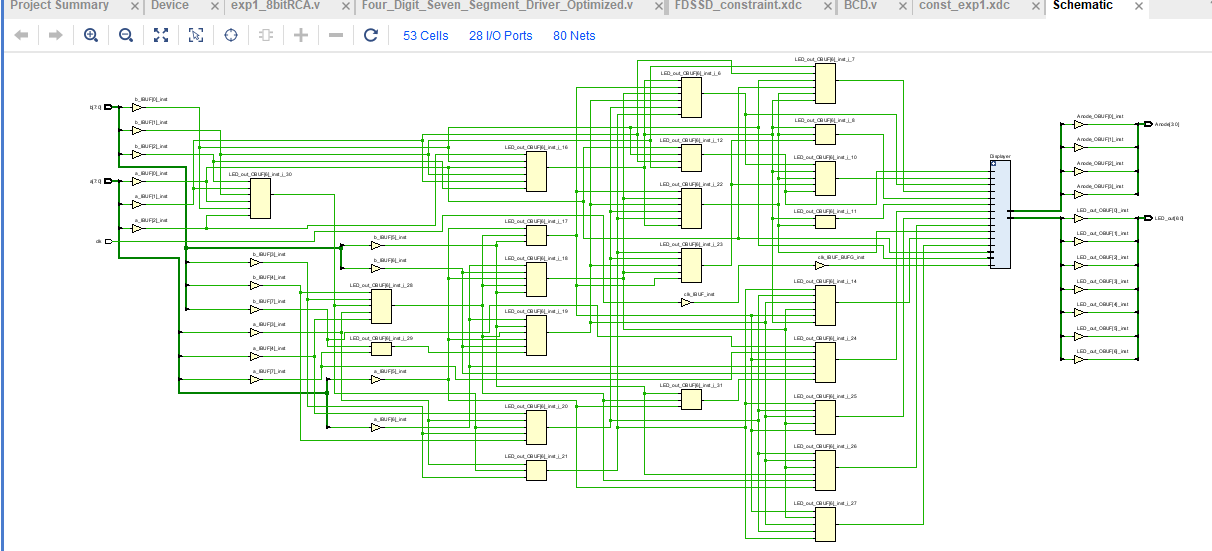 Project Summary
Device
exp1_8bitRCA.v
Four_Digit_Seven_Segment_Driver_Optimized.v
FDSSD_constraint.xdc
BCD.v
const_exp1.xdc
Schematic
53 Cells
28 I/O Ports
80 Nets
b[7:0]
b_IBUF[0]_inst
b_IBUF[1]_inst
b_IBUF[2]_inst
a[7:0]
a_IBUF[0]_inst
a_IBUF[1]_inst
a_IBUF[2]_inst
clk
LED_out_OBUF[6]_inst_i_30
b_IBUF[3]_inst
b_IBUF[4]_inst
b_IBUF[7]_inst
a_IBUF[3]_inst
a_IBUF[4]_inst
a_IBUF[7]_inst
b_IBUF[5]_inst
b_IBUF[6]_inst
LED_out_OBUF[6]_inst_i_28
LED_out_OBUF[6]_inst_i_29
a_IBUF[5]_inst
a_IBUF[6]_inst
LED_out_OBUF[6]_inst_i_16
LED_out_OBUF[6]_inst_i_17
LED_out_OBUF[6]_inst_i_18
LED_out_OBUF[6]_inst_i_19
LED_out_OBUF[6]_inst_i_20
LED_out_OBUF[6]_inst_i_21
LED_out_OBUF[6]_inst_i_6
LED_out_OBUF[6]_inst_i_12
LED_out_OBUF[6]_inst_i_22
LED_out_OBUF[6]_inst_i_23
clk_IBUF_inst
LED_out_OBUF[6]_inst_i_31
LED_out_OBUF[6]_inst_i_7
LED_out_OBUF[6]_inst_i_8
LED_out_OBUF[6]_inst_i_10
LED_out_OBUF[6]_inst_i_11
clk_IBUF_BUFG_inst
LED_out_OBUF[6]_inst_i_14
LED_out_OBUF[6]_inst_i_24
LED_out_OBUF[6]_inst_i_25
LED_out_OBUF[6]_inst_i_26
LED_out_OBUF[6]_inst_i_27
Displayer
Anode_OBUF[0]_inst
Anode_OBUF[1]_inst
Anode_OBUF[2]_inst
Anode_OBUF[3]_inst
Anode[3:0]
LED_out_OBUF[0]_inst
LED_out_OBUF[1]_inst
LED_out_OBUF[2]_inst
LED_out_OBUF[3]_inst
LED_out_OBUF[4]_inst
LED_out_OBUF[5]_inst
LED_out_OBUF[6]_inst
LED_out[6:0]